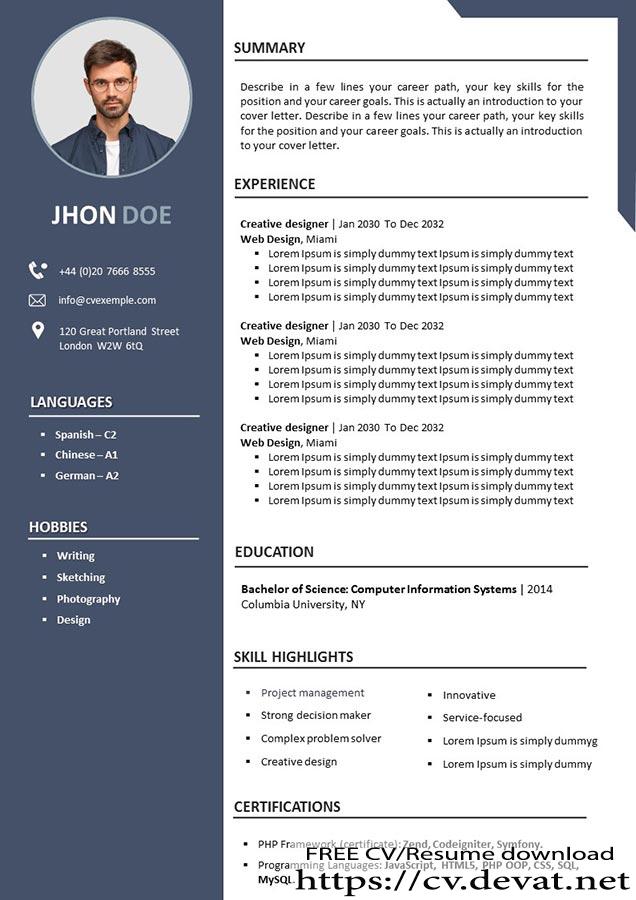 JHON DOE
+44 (0)20 7666 8555
info@cvexemple.com
120 Great Portland Street
London W2W 6tQ
LANGUAGES
▪ Spanish – C2
▪ Chinese – A1
▪ German – A2
HOBBIES
▪ Writing
▪ Sketching
▪ Photography
▪ Design
SUMMARY
Describe in a few lines your career path, your key skills for the
position and your career goals. This is actually an introduction to your
cover letter. Describe in a few lines your career path, your key skills
for the position and your career goals. This is actually an introduction
to your cover letter.
EXPERIENCE
Creative designer | Jan 2030 To Dec 2032
Web Design, Miami
▪ Lorem Ipsum is simply dummy text Ipsum is simply dummy text
▪ Lorem Ipsum is simply dummy text Ipsum is simply dummy text
▪ Lorem Ipsum is simply dummy text Ipsum is simply dummy text
▪ Lorem Ipsum is simply dummy text Ipsum is simply dummy text
Creative designer | Jan 2030 To Dec 2032
Web Design, Miami
▪ Lorem Ipsum is simply dummy text Ipsum is simply dummy text
▪ Lorem Ipsum is simply dummy text Ipsum is simply dummy text
▪ Lorem Ipsum is simply dummy text Ipsum is simply dummy text
▪ Lorem Ipsum is simply dummy text Ipsum is simply dummy text
Creative designer | Jan 2030 To Dec 2032
Web Design, Miami
▪ Lorem Ipsum is simply dummy text Ipsum is simply dummy text
▪ Lorem Ipsum is simply dummy text Ipsum is simply dummy text
▪ Lorem Ipsum is simply dummy text Ipsum is simply dummy text
▪ Lorem Ipsum is simply dummy text Ipsum is simply dummy text
EDUCATION
Bachelor of Science: Computer Information Systems | 2014
Columbia University, NY
SKILL HIGHLIGHTS
▪ Project management
▪ Strong decision maker
▪ Complex problem solver
▪ Creative design
▪ Innovative
▪ Service-focused
▪ Lorem Ipsum is simply dummyg
▪ Lorem Ipsum is simply dummy
CERTIFICATIONS
▪ PHP Framework (certificate): Zend, Codeigniter, Symfony.
▪ Programming Languages: JavaScript, HTML5, PHP OOP, CSS, SQL,
MySQL.
FREE CV/Resume download
https://cv.devat.net